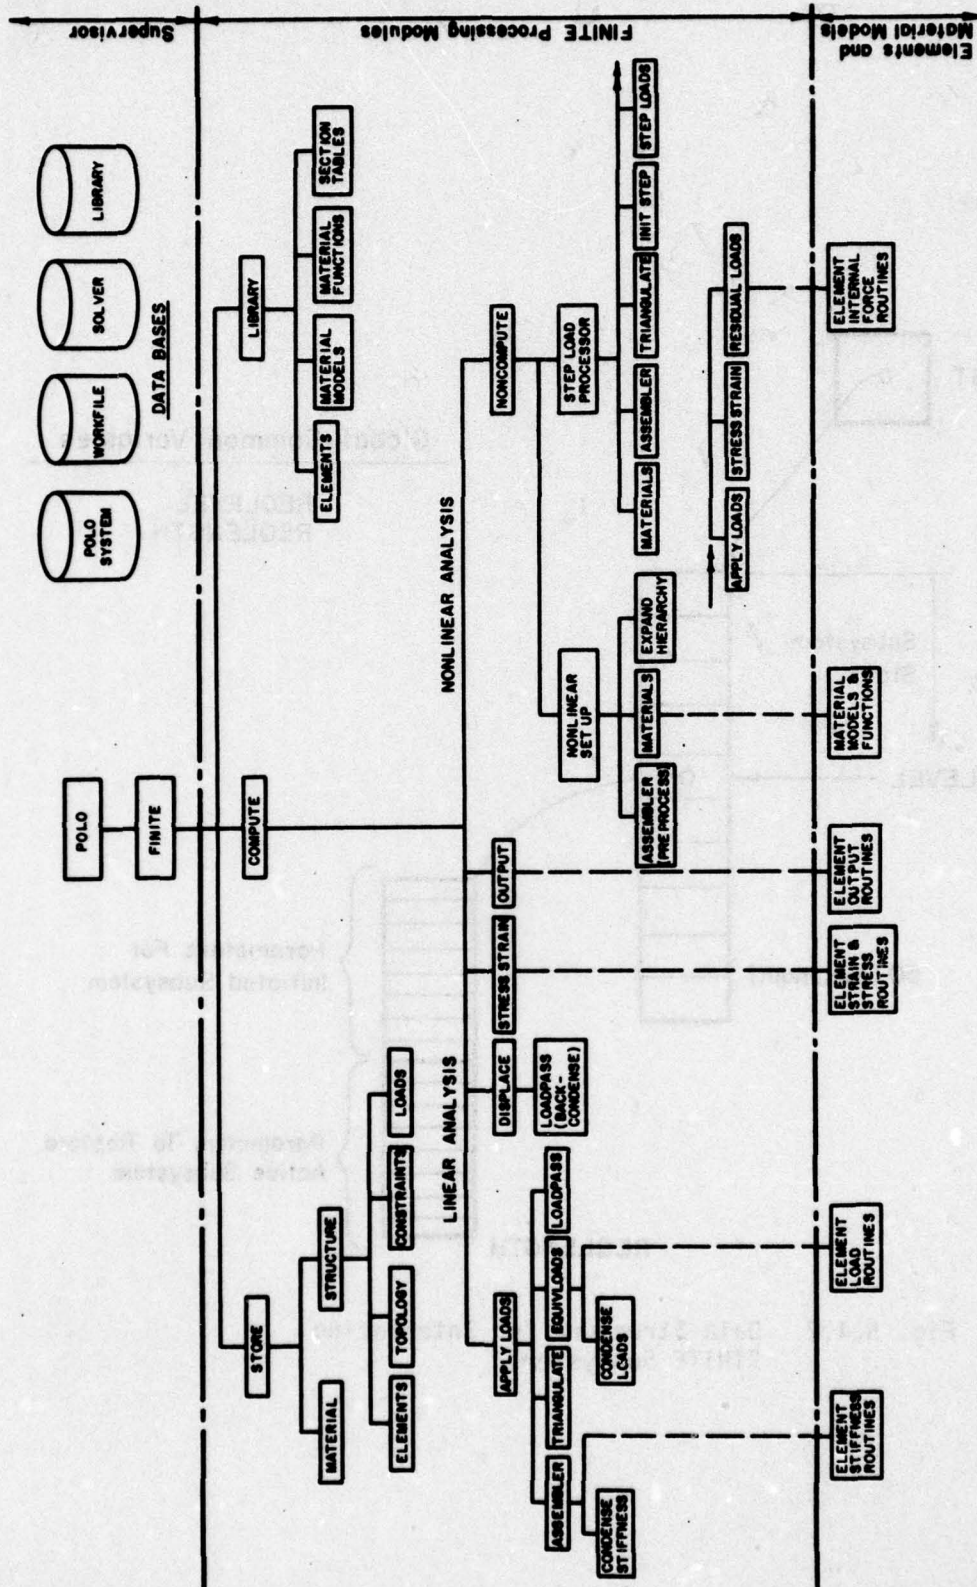 POLO
FINITE
POLO
SYSTEM
WORKFILE
SOLVER
LIBRARY
DATA BASES
Supervisor
STORE
COMPUTE
LIBRARY
MATERIAL
STRUCTURE
ELEMENTS
MATERIAL
MODELS
MATERIAL
FUNCTIONS
SECTION
TABLES
ELEMENTS
TOPOLOGY
CONSTRAINTS
LOADS
LINEAR ANALYSIS
NONLINEAR ANALYSIS
FINITE Processing Modules
APPLY LOADS
DISPLACE
STRESS STRAIN
OUTPUT
NONCOMPUTE
ASSEMBLER
TRIANGULATE
EQUIVLOADS
LOADPASS
LOADPASS
(BACK-
CONDENSE)
NONLINEAR
SET UP
STEP LOAD
PROCESSOR
CONDENSE
STIFFNESS
CONDENSE
LOADS
ASSEMBLER
(PREPROCESS)
MATERIALS
EXPAND
HIERARCHY
MATERIALS
ASSEMBLER
TRIANGULATE
INIT STEP
STEP LOADS
APPLY LOADS
STRESS STRAIN
RESIDUAL LOADS
ELEMENT
STIFFNESS
ROUTINES
ELEMENT
LOAD
ROUTINES
ELEMENT
STRAIN &
STRESS
ROUTINES
ELEMENT
OUTPUT
ROUTINES
MATERIAL
MODELS &
FUNCTIONS
ELEMENT
INTERNAL
FORCE
ROUTINES
Elements and
Material Models